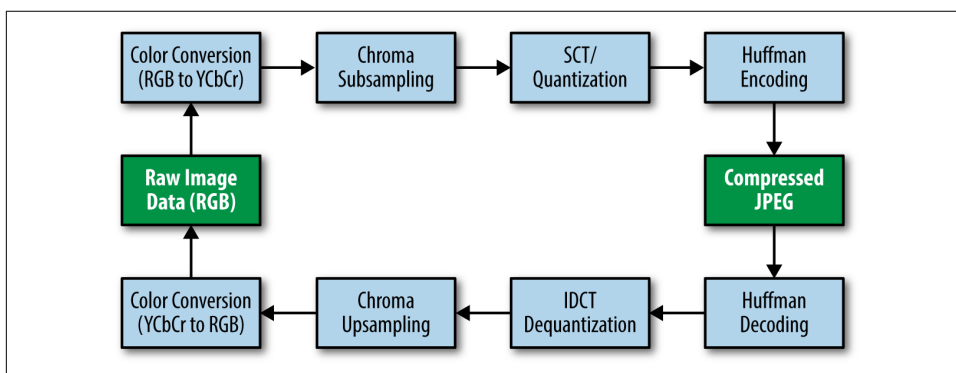 Color Conversion
(RGB to YCbCr)
Chroma
Subsampling
SCT/
Quantization
Huffman
Encoding
Raw Image
Data (RGB)
Compressed
JPEG
Color Conversion
(YCbCr to RGB)
Chroma
Upsampling
IDCT
Dequantization
Huffman
Decoding